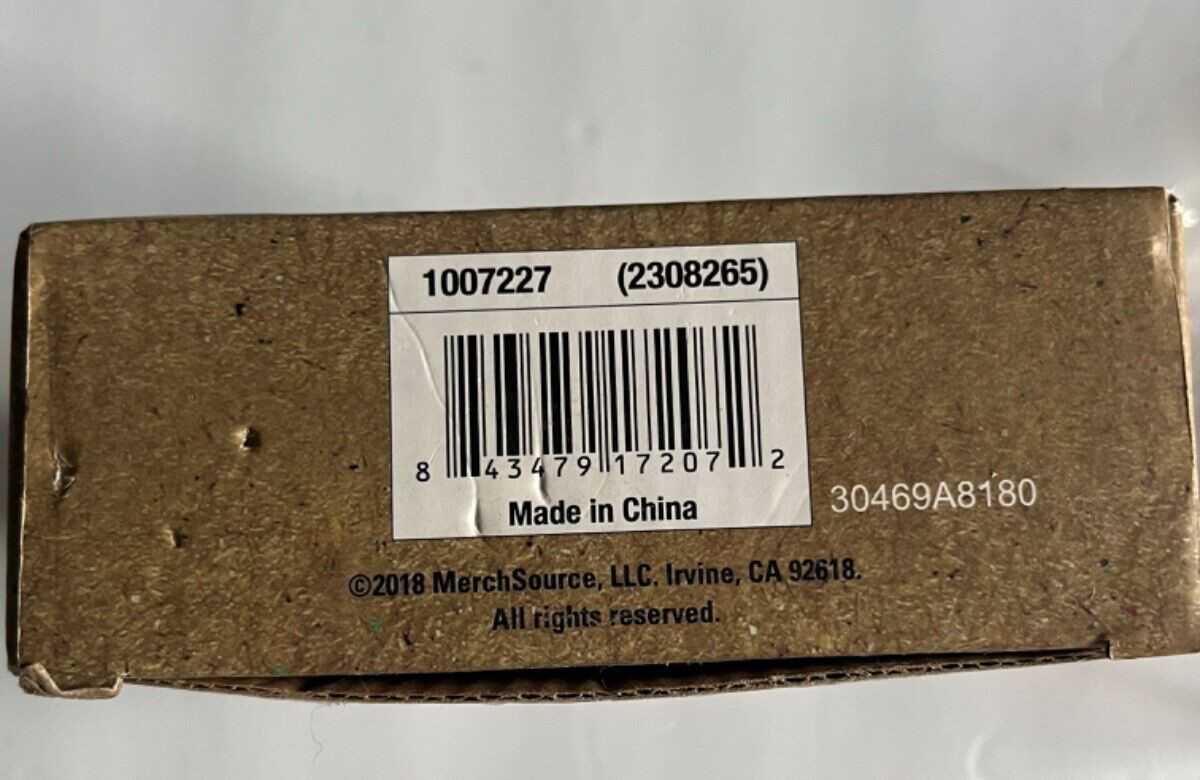 1007227 (2308265)
8 43479 17207 2
Made in China
30469A8180
©2018 MerchSource, LLC. Irvine, CA 92618.
All rights reserved.